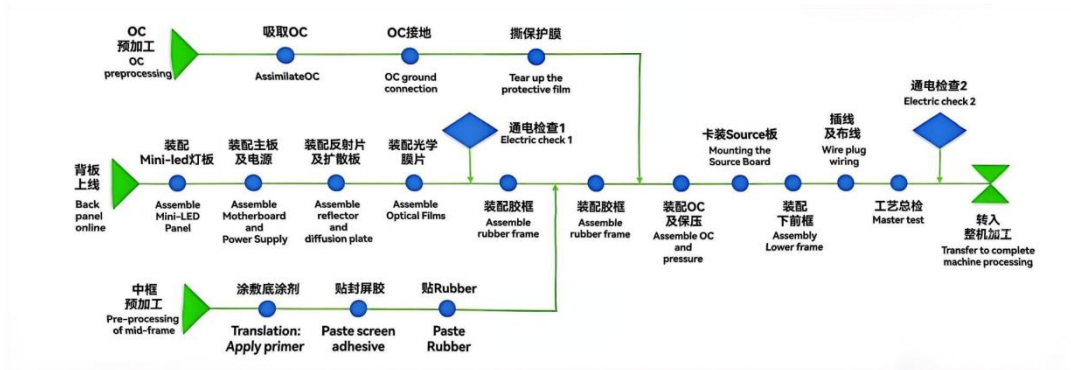 OC
预加工
OC
preprocessing
吸取OC
AssimilateOC
OC接地
OC ground
connection
撕保护膜
Tear up the
protective film
通电检查1
Electric check 1
通电检查2
Electric check 2
背板
上线
Back
panel
online
装配
Mini-led灯板
Assemble
Mini-LED
Panel
装配主板
及电源
Assemble
Motherboard
and
Power Supply
装配反射片
及扩散板
Assemble
reflector
and
diffusion plate
装配光学
膜片
Assemble
Optical Films
装配胶框
Assemble
rubber frame
装配胶框
Assemble
rubber frame
装配OC
及保压
Assemble OC
and
pressure
卡装Source板
Mounting the
Source Board
装配
下前框
Assembly
Lower frame
插线
及布线
Wire plug
wiring
工艺总检
Master test
转入
整机加工
Transfer to complete
machine processing
中框
预加工
Pre-processing
of mid-frame
涂敷底涂剂
Translation:
Apply primer
贴封屏胶
Paste screen
adhesive
贴Rubber
Paste
Rubber